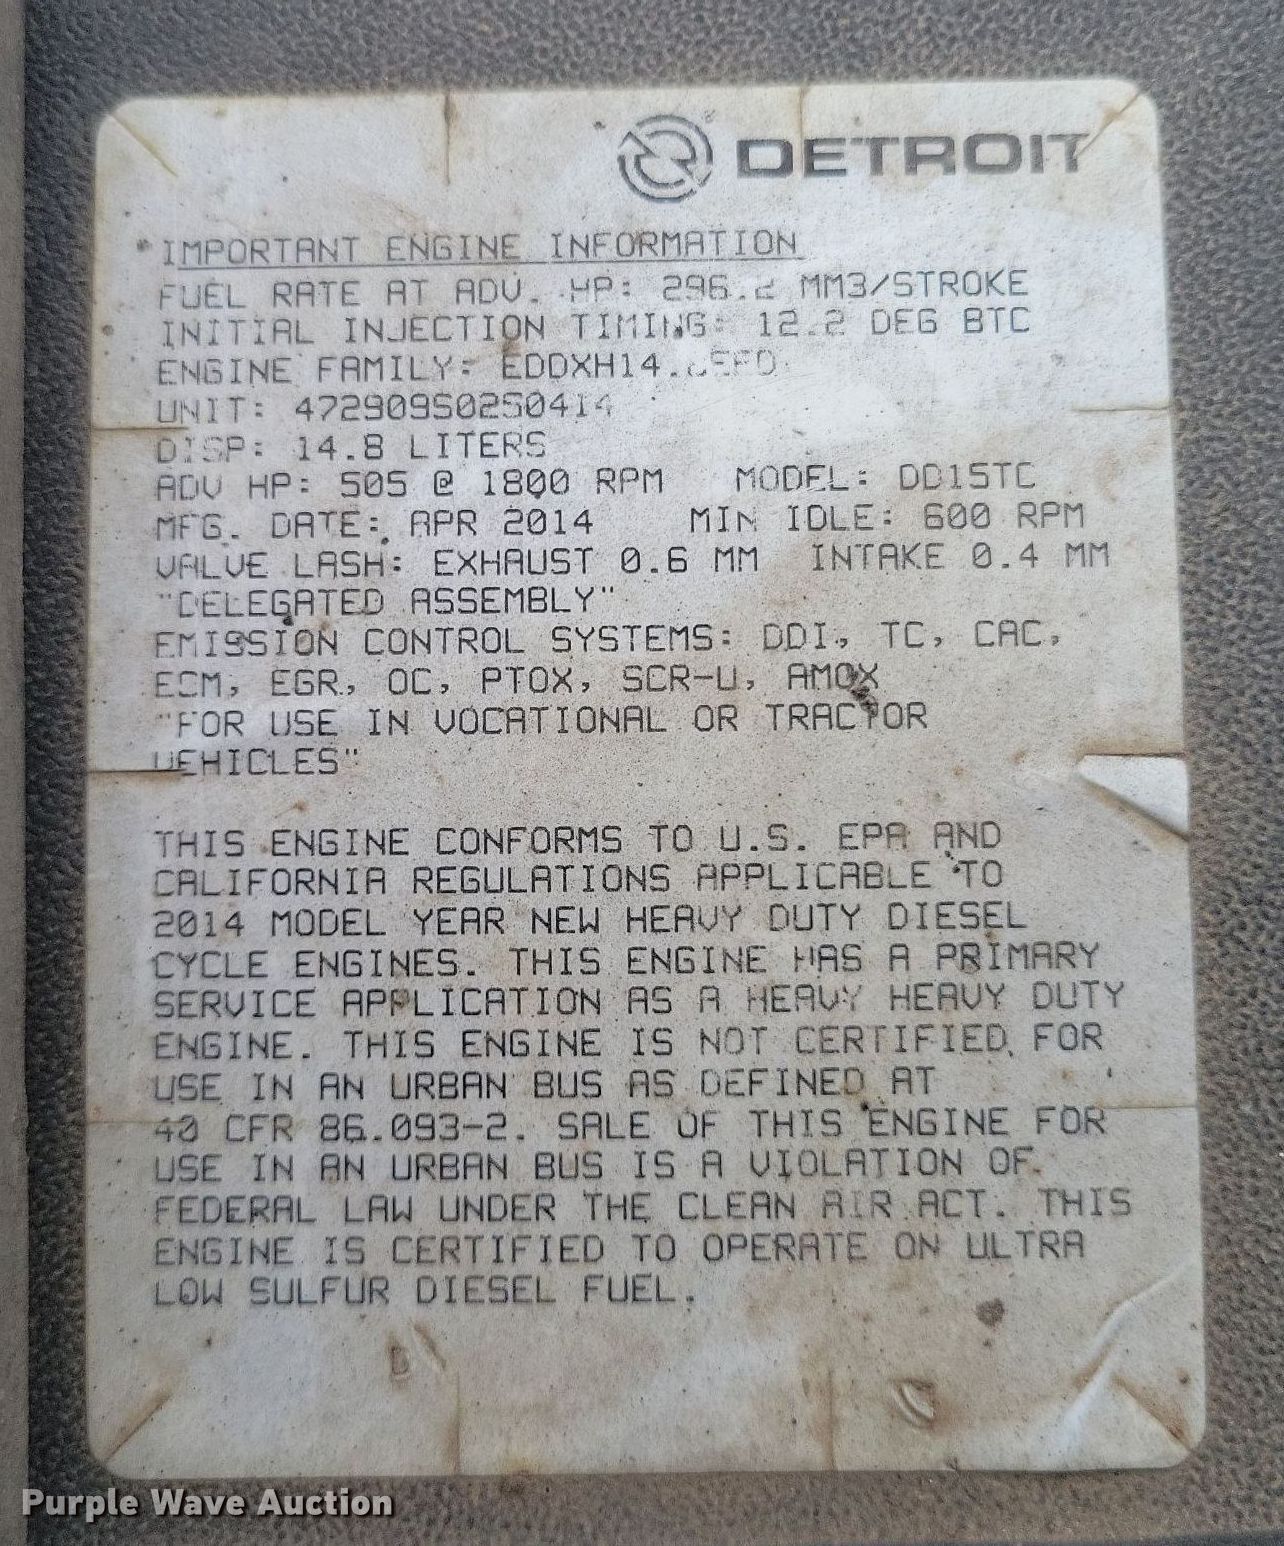 DETROIT
IMPORTANT ENGINE INFORMATION
FUEL RATE AT ADV. HP: 296.2 MM3/STROKE
INITIAL INJECTION TIMING: 12.2 DEG BTC
ENGINE FAMILY:
UNIT: 472909S0250414
DISP: 14.8 LITERS
ADV HP: 505 @ 1800 RPM MODEL: DD15TC
MFG. DATE: APR 2014 MIN IDLE: 600 RPM
VALVE LASH: EXHAUST 0.6 MM INTAKE 0.4 MM
"DELEGATED ASSEMBLY"
EMISSION CONTROL SYSTEMS: DDI, TC, CAC,
ECM, EGR, OC, PTOX, SCR-U, AMOX
"FOR USE IN VOCATIONAL OR TRACTOR
VEHICLES"
THIS ENGINE CONFORMS TO U.S. EPA AND
CALIFORNIA REGULATIONS APPLICABLE TO
2014 MODEL YEAR NEW HEAVY DUTY DIESEL
CYCLE ENGINES. THIS ENGINE HAS A PRIMARY
SERVICE APPLICATION AS A HEAVY HEAVY DUTY
ENGINE. THIS ENGINE IS NOT CERTIFIED FOR
USE IN AN URBAN BUS AS DEFINED AT
40 CFR 86.093-2. SALE OF THIS ENGINE FOR
USE IN AN URBAN BUS IS A VIOLATION OF
FEDERAL LAW UNDER THE CLEAN AIR ACT. THIS
ENGINE IS CERTIFIED TO OPERATE ON ULTRA
LOW SULFUR DIESEL FUEL.
Purple Wave Auction